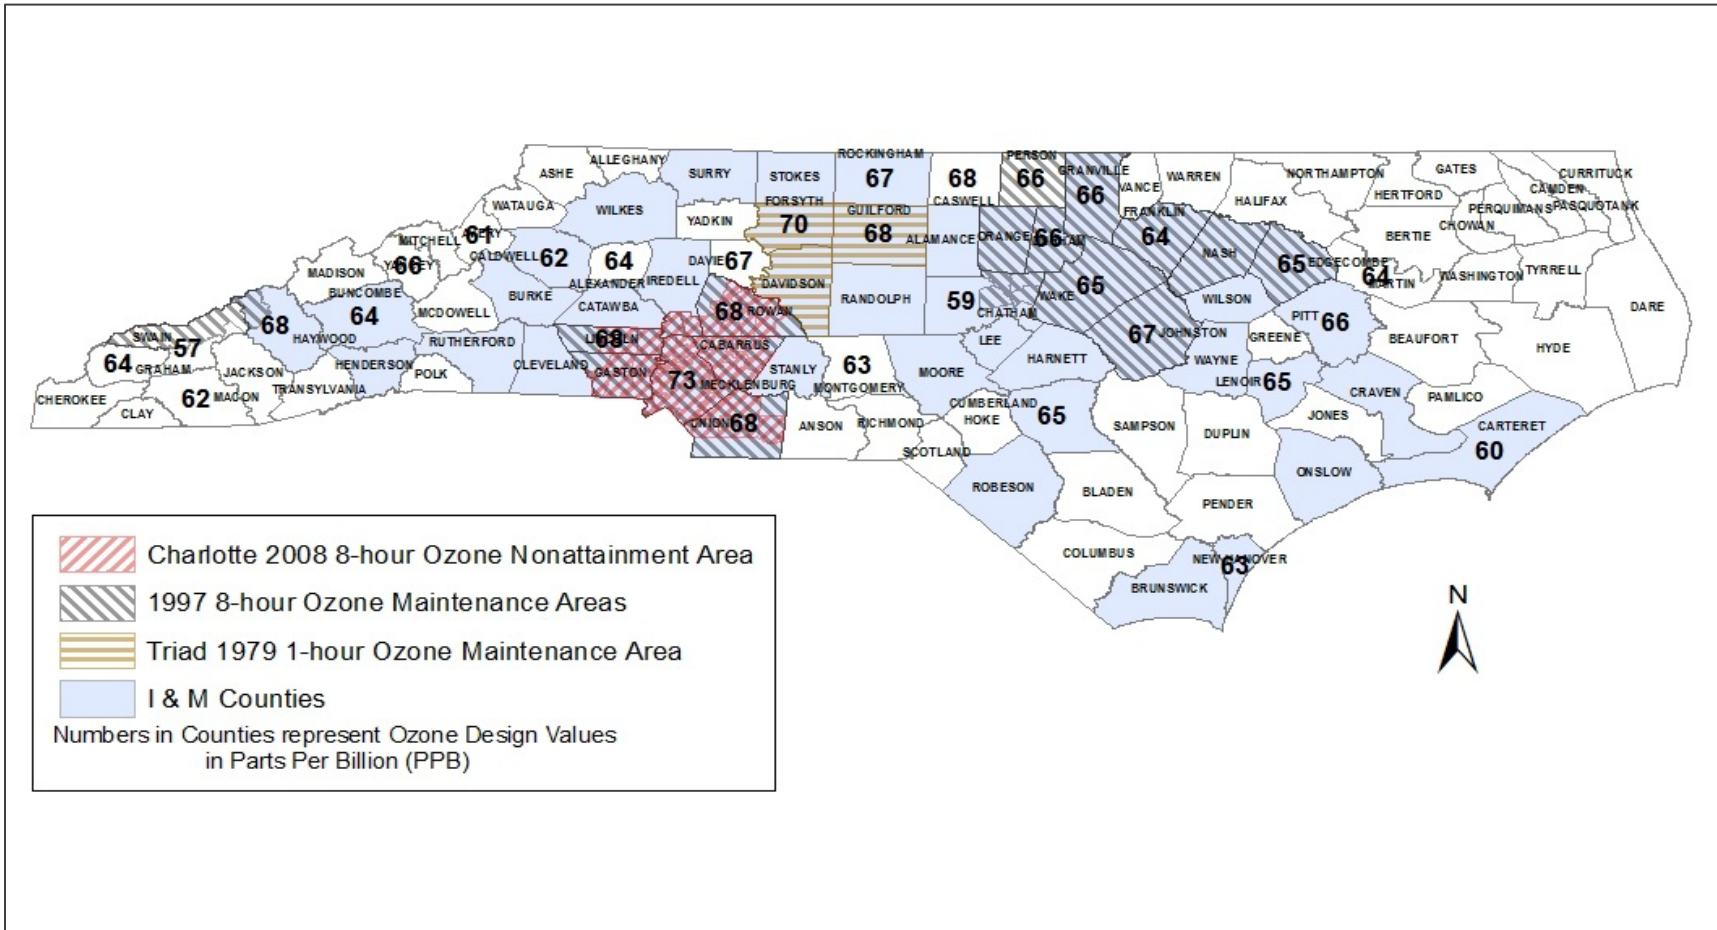 ROCKINGHAM
PERSON
ALLEGHANY
ASHE
SURRY
STOKES
67
68
66
GRANVILLE
66
VANCE
WARREN
NORTHAMPTON
GATES
CURRITUCK
CAMDEN
HERTFORD
PASQUOTANK
PERQUIMANS
CHOWAN
WATAUGA
WILKES
YADKIN
FORSYTH
70
GUILFORD
68
CASWELL
ALAMANCE
ORANGE
66
FRANKLIN
64
HALIFAX
BERTIE
61
MITCHELL
66
CALDWELL
62
64
ALEXANDER
IREDELL
DAVIE
67
NASH
65
EDGECOMBE
64
MARTIN
WASHINGTON
TYRRELL
DARE
MADISON
BUNCOMBE
64
MCDOWELL
BURKE
CATAWBA
68
ROWAN
DAVIDSON
RANDOLPH
59
CHATHAM
WAKE
65
WILSON
PITT
66
BEAUFORT
HYDE
SWAIN
57
68
HAYWOOD
RUTHERFORD
CLEVELAND
LINCOLN
68
CABARRUS
STANLY
63
MONTGOMERY
MOORE
LEE
HARNETT
67
JOHNSTON
WAYNE
GREENE
64
GRAHAM
JACKSON
HENDERSON
TRANSYLVANIA
POLK
GASTON
73
MECKLENBURG
LENOIR
65
CRAVEN
PAMLICO
CHEROKEE
CLAY
62
MACON
UNION
68
ANSON
RICHMOND
SCOTLAND
CUMBERLAND
HOKE
65
SAMPSON
DUPLIN
JONES
CARTERET
60
ROBESON
BLADEN
PENDER
ONSLOW
COLUMBUS
BRUNSWICK
NEW HANOVER
63
Charlotte 2008 8-hour Ozone Nonattainment Area
1997 8-hour Ozone Maintenance Areas
Triad 1979 1-hour Ozone Maintenance Area
I & M Counties
Numbers in Counties represent Ozone Design Values
in Parts Per Billion (PPB)
N